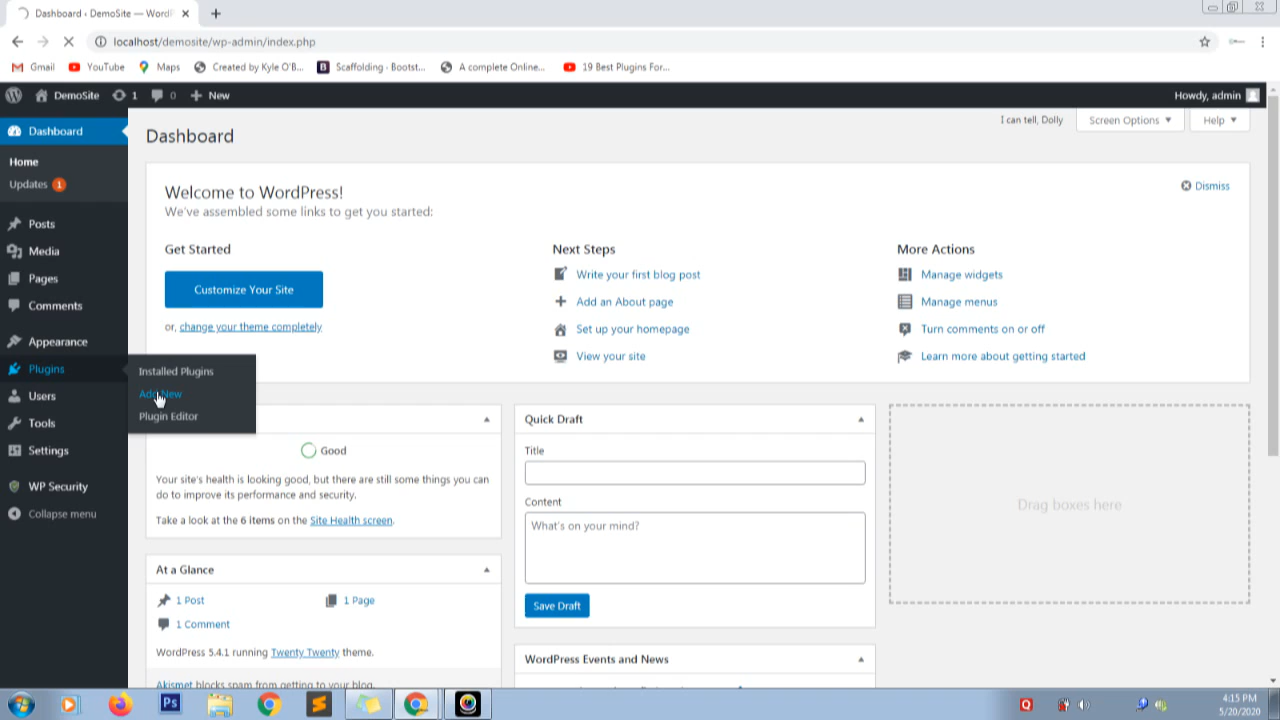 Dashboard ‹ DemoSite — Word
localhost/demosite/wp-admin/index.php
Gmail YouTube Maps Created by Kyle O'B... B Scaffolding · Bootst... A complete Online... 19 Best Plugins For...
DemoSite 1 0 New Howdy, admin
Dashboard
Home
Updates 1
Posts
Media
Pages
Comments
Appearance
Plugins
Users
Tools
Settings
WP Security
Collapse menu
Installed Plugins
Add New
Plugin Editor
I can tell, Dolly Screen Options Help
Dashboard
Welcome to WordPress!
We've assembled some links to get you started:
Dismiss
Get Started
Customize Your Site
or, change your theme completely
Next Steps
Write your first blog post
Add an About page
Set up your homepage
View your site
More Actions
Manage widgets
Manage menus
Turn comments on or off
Learn more about getting started
Good
Your site's health is looking good, but there are still some things you can
do to improve its performance and security.
Take a look at the 6 items on the Site Health screen.
At a Glance
1 Post 1 Page
1 Comment
WordPress 5.4.1 running Twenty Twenty theme.
Akismet blocks spam from getting to your blog.
Quick Draft
Title
Content
What's on your mind?
Save Draft
WordPress Events and News
Drag boxes here
Ps
Q
4:15 PM
5/20/2020